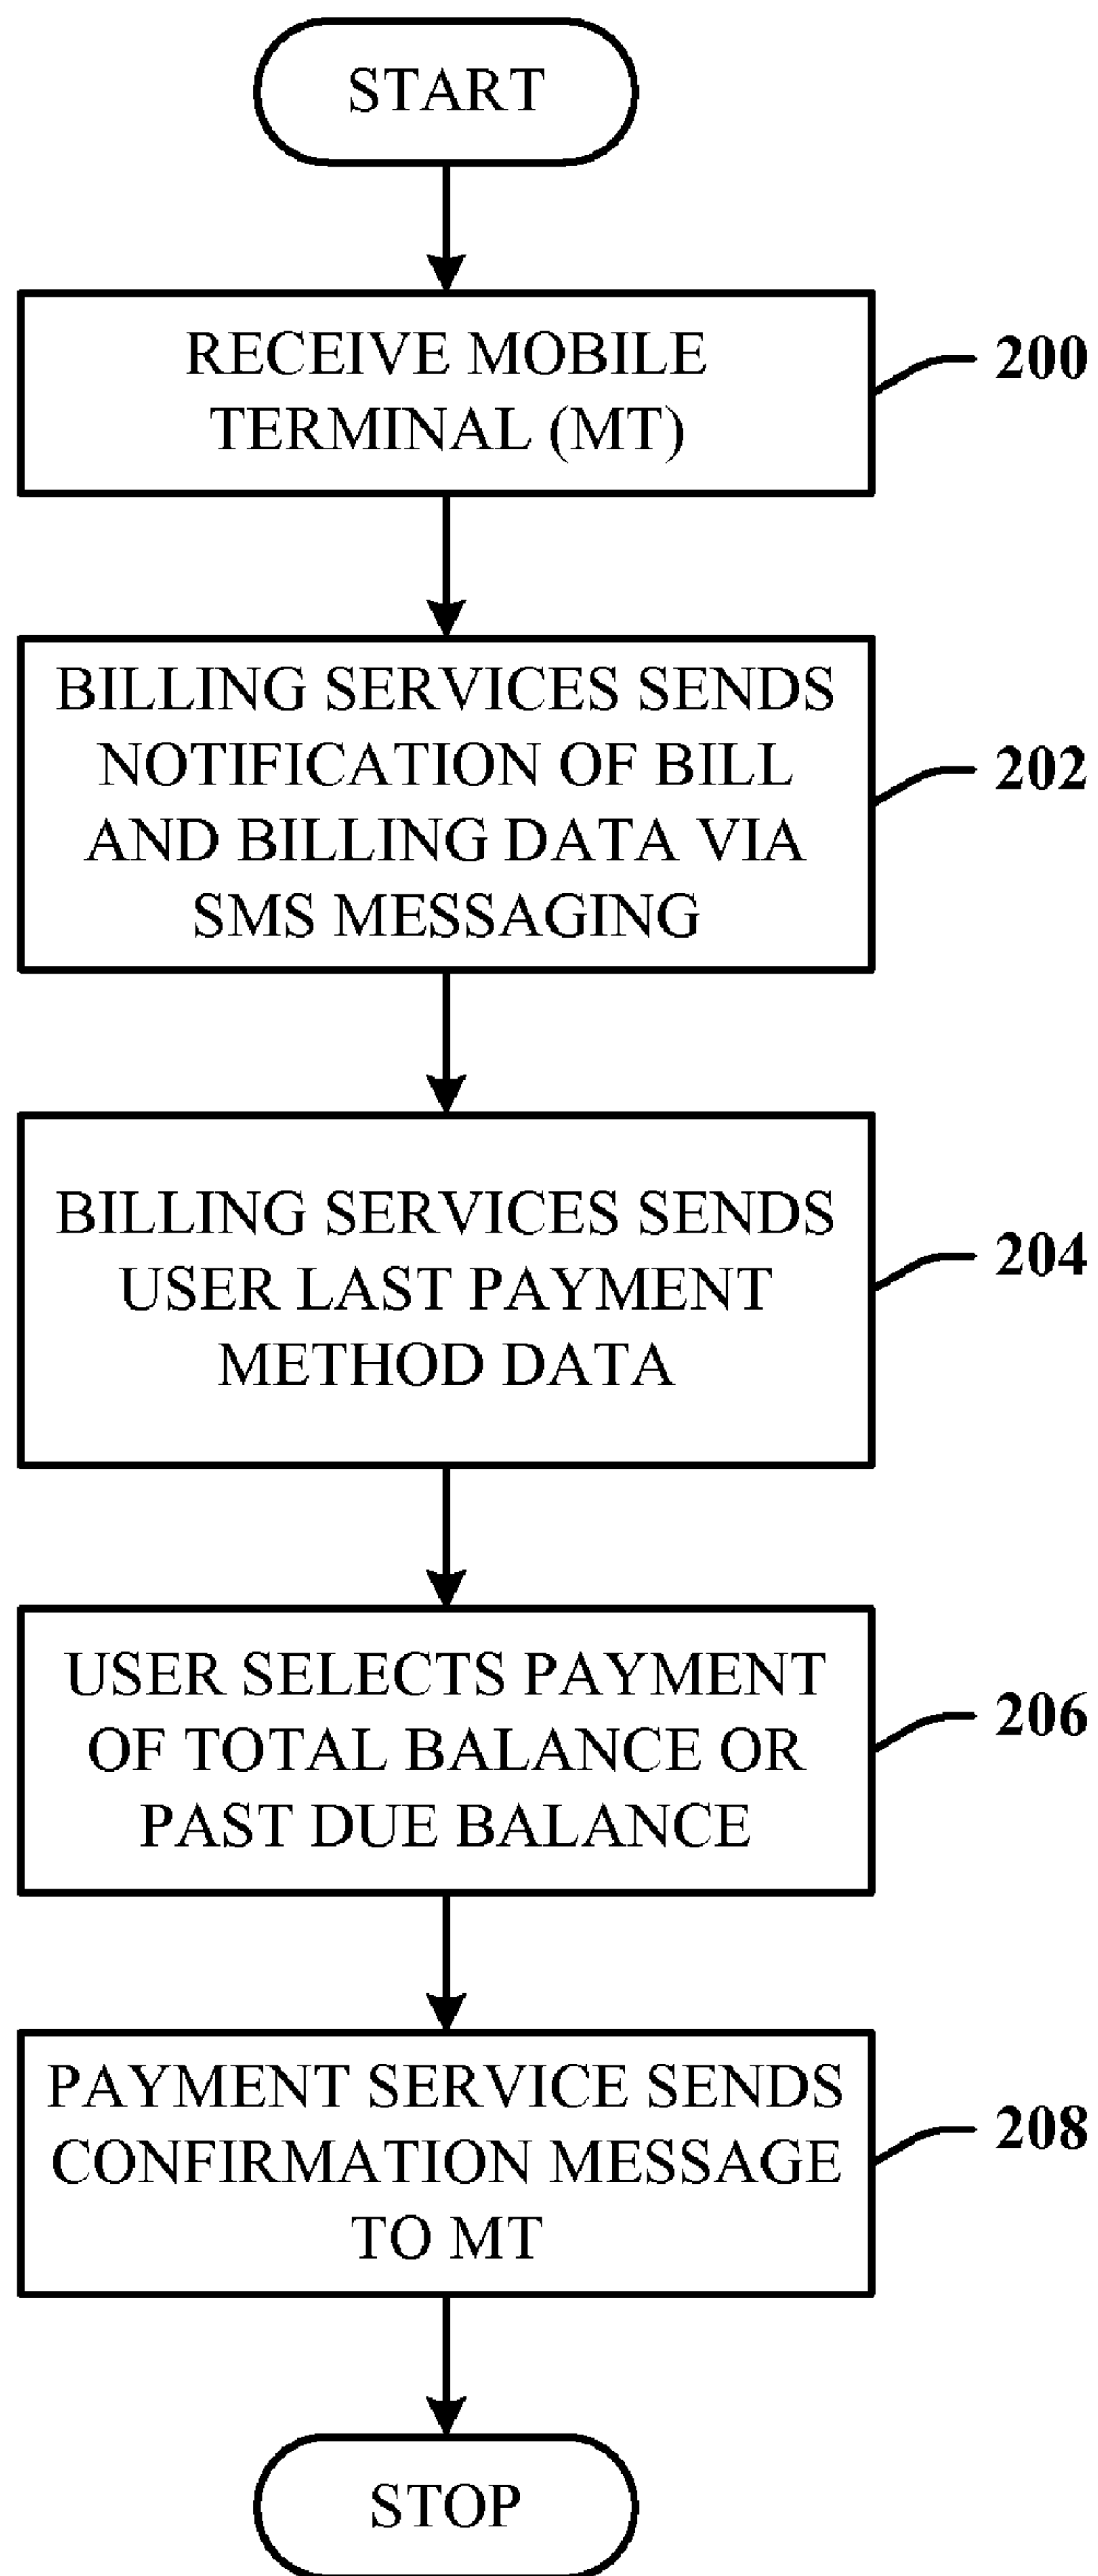 START
RECEIVE MOBILE
TERMINAL (MT)
200
BILLING SERVICES SENDS
NOTIFICATION OF BILL
AND BILLING DATA VIA
SMS MESSAGING
202
BILLING SERVICES SENDS
USER LAST PAYMENT
METHOD DATA
204
USER SELECTS PAYMENT
OF TOTAL BALANCE OR
PAST DUE BALANCE
206
PAYMENT SERVICE SENDS
CONFIRMATION MESSAGE
TO MT
208
STOP